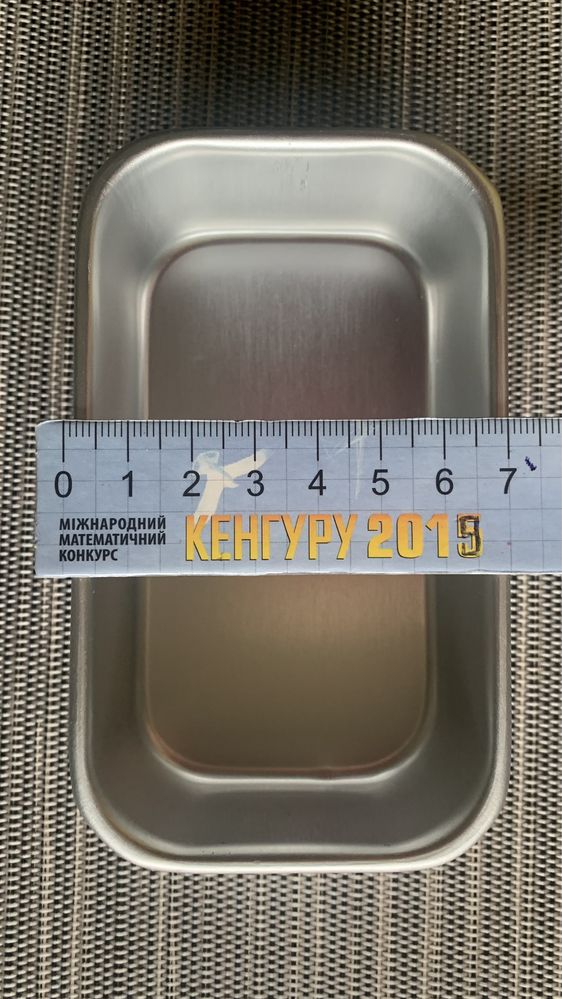 0 1 2 3 4 5 6 7
МІЖНАРОДНИЙ
МАТЕМАТИЧНИЙ
КОНКУРС
КЕНГУРУ 2015